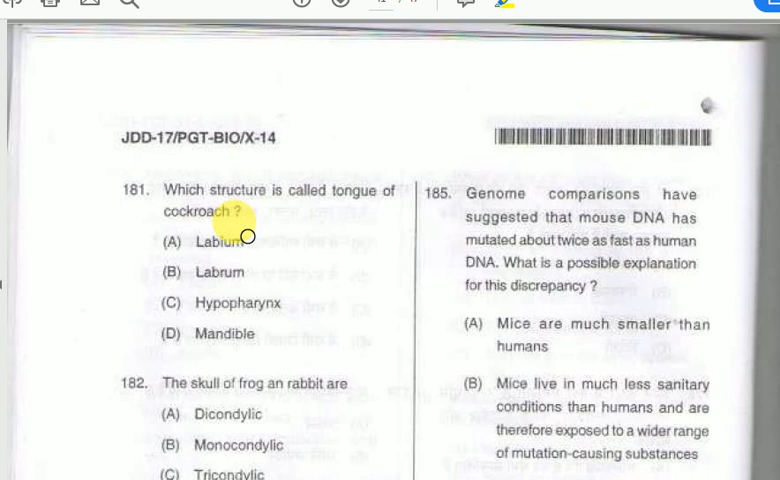 JDD-17/PGT-BIO/X-14
181. Which structure is called tongue of
cockroach ?
(A) Labium
(B) Labrum
(C) Hypopharynx
(D) Mandible
182. The skull of frog an rabbit are
(A) Dicondylic
(B) Monocondylic
(C) Tricondylic
185. Genome comparisons have
suggested that mouse DNA has
mutated about twice as fast as human
DNA. What is a possible explanation
for this discrepancy ?
(A) Mice are much smaller than
humans
(B) Mice live in much less sanitary
conditions than humans and are
therefore exposed to a wider range
of mutation-causing substances